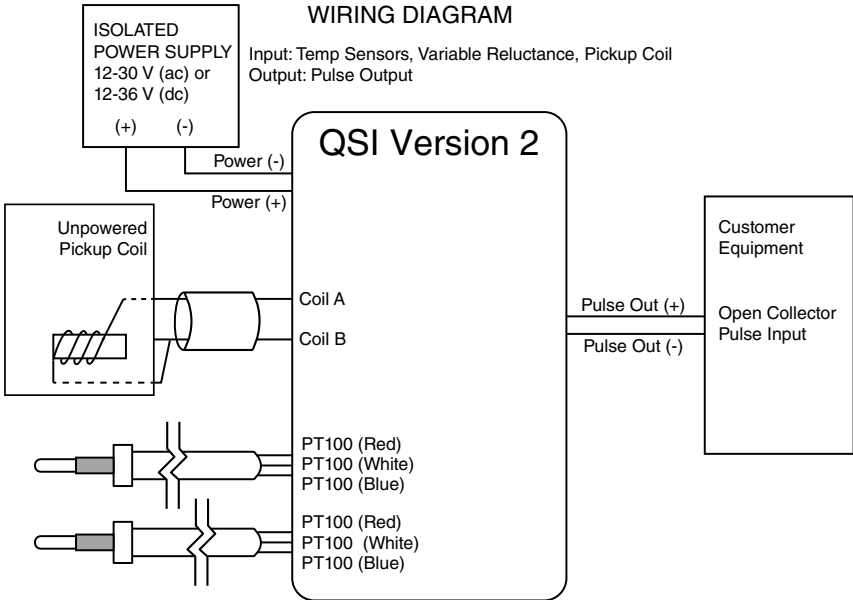 WIRING DIAGRAM
ISOLATED
POWER SUPPLY
12-30 V (ac) or
12-36 V (dc)
(+) (-)
Input: Temp Sensors, Variable Reluctance, Pickup Coil
Output: Pulse Output
QSI Version 2
Power (-)
Power (+)
Unpowered
Pickup Coil
Coil A
Coil B
Customer
Equipment
Open Collector
Pulse Input
Pulse Out (+)
Pulse Out (-)
PT100 (Red)
PT100 (White)
PT100 (Blue)
PT100 (Red)
PT100 (White)
PT100 (Blue)